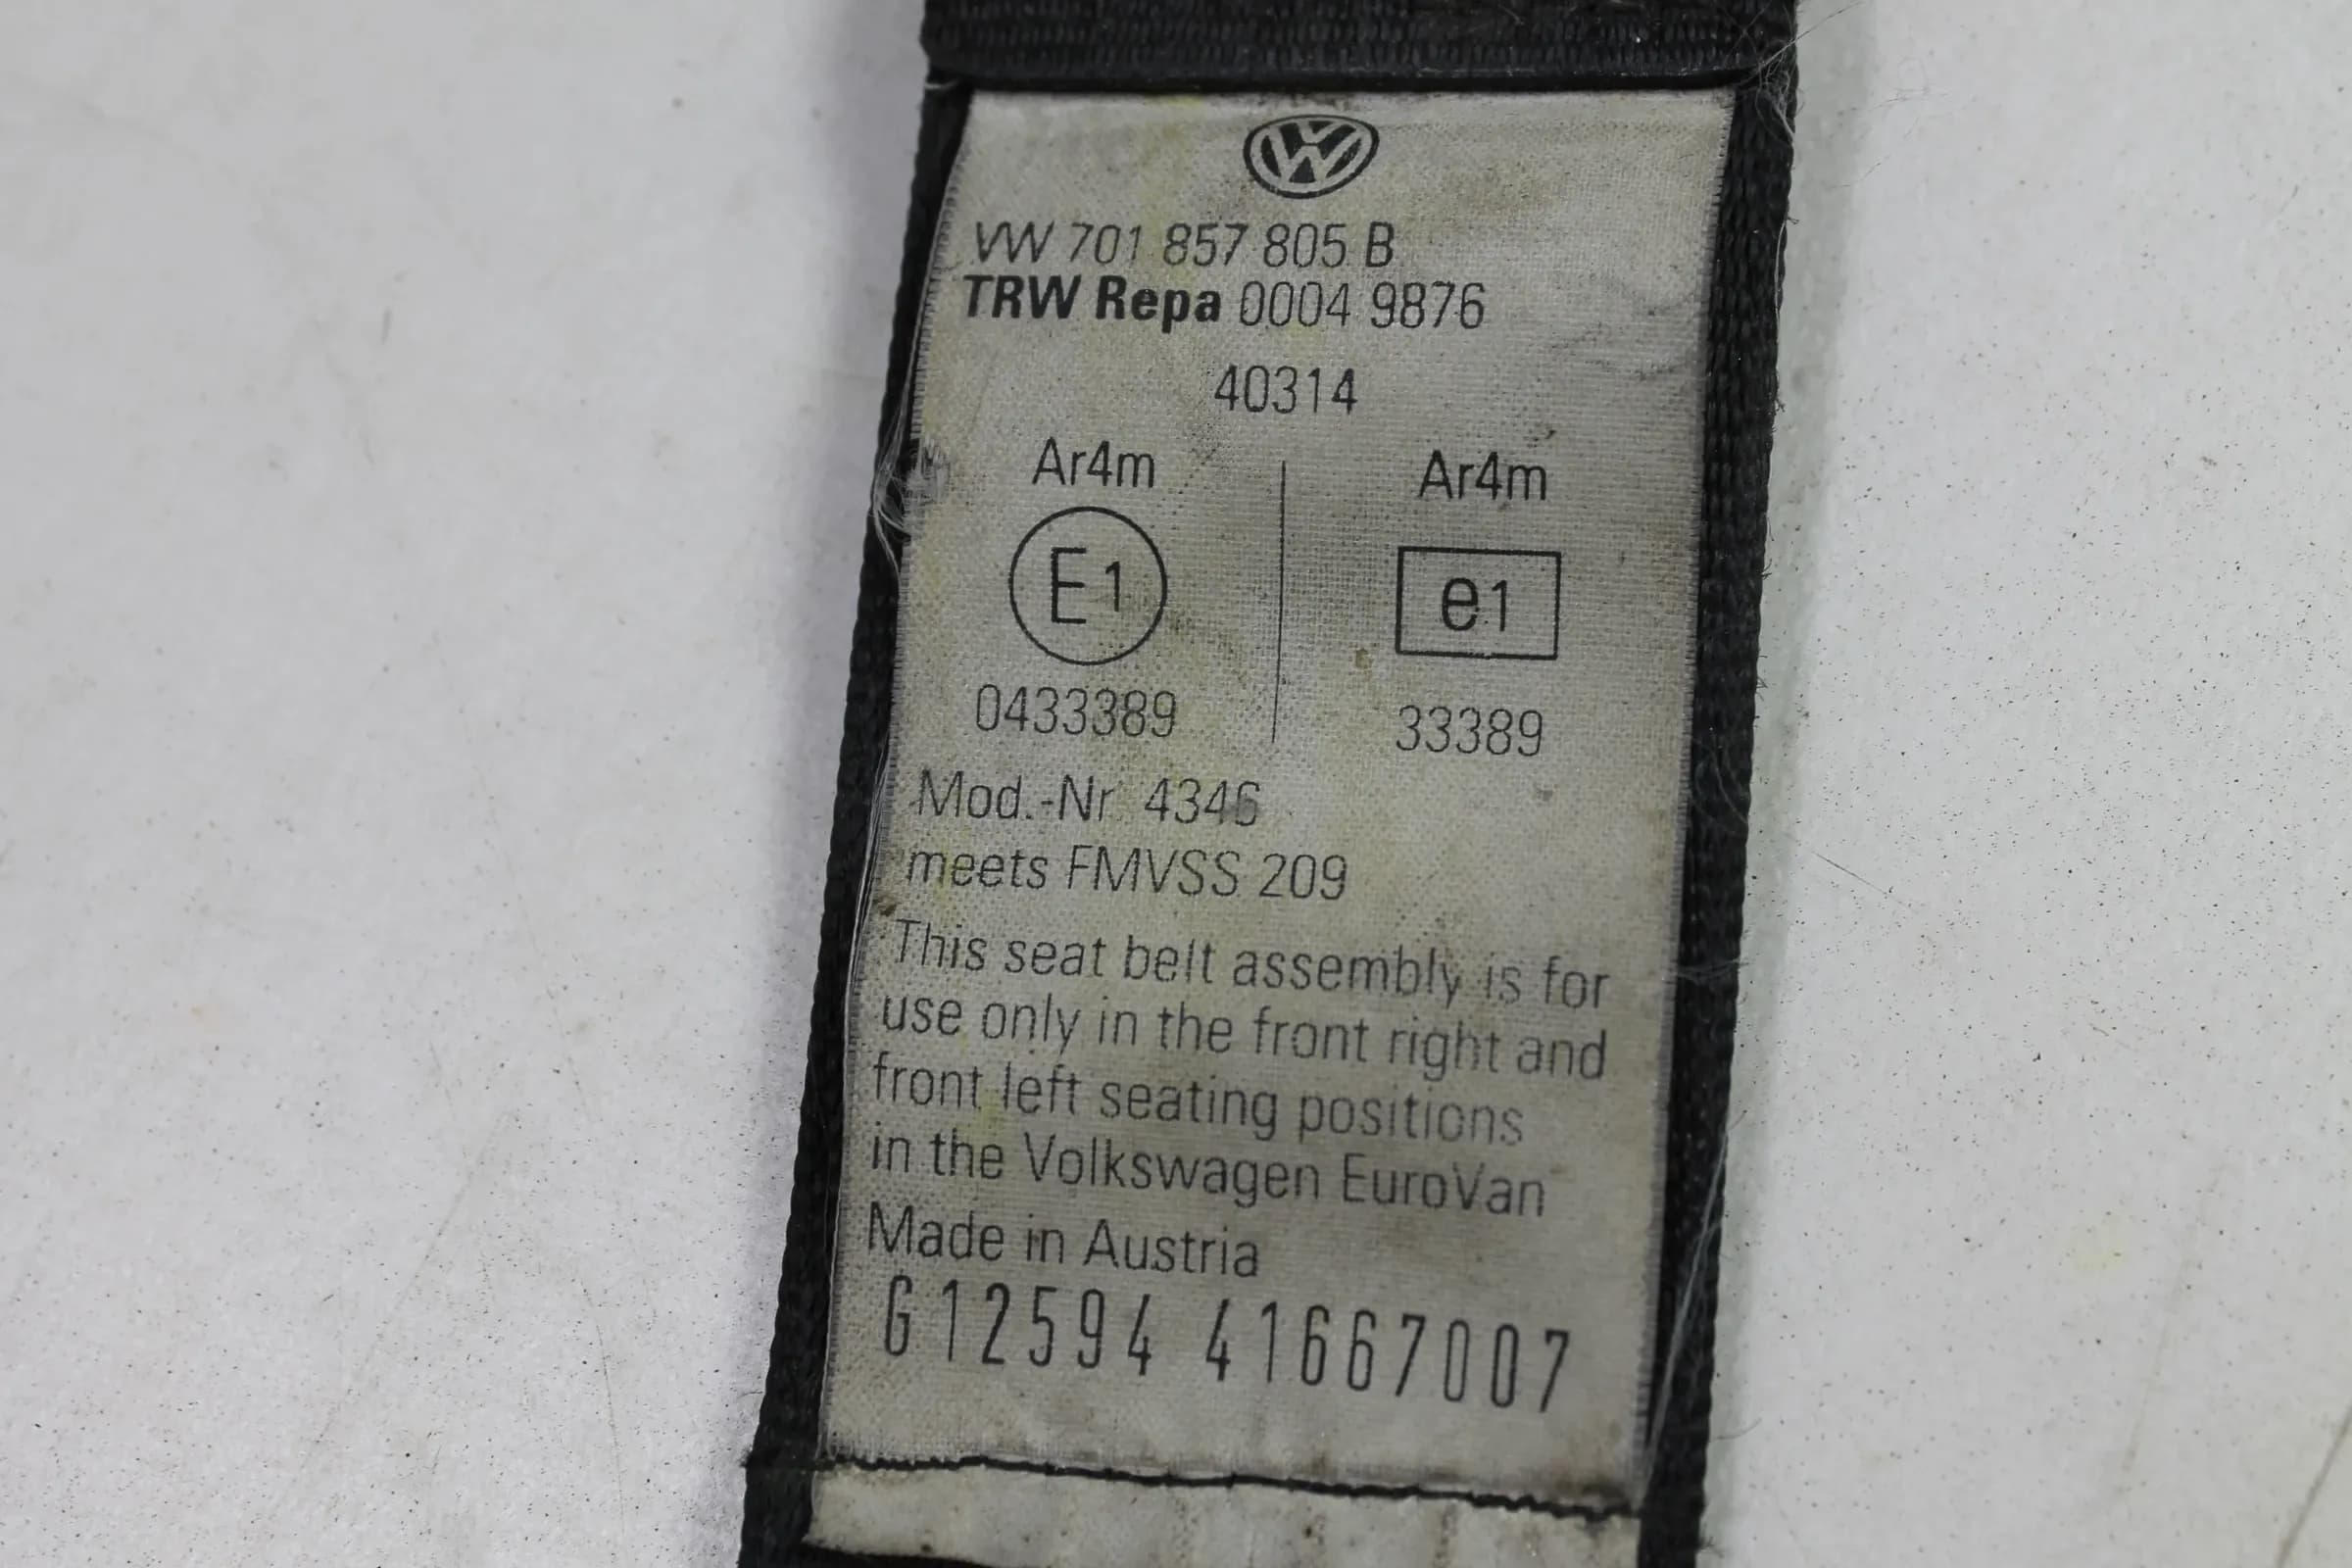 VW 701 857 805 B
TRW Repa 0004 9876
40314
Ar4m Ar4m
E1 e1
0433389 33389
Mod.-Nr. 4346
meets FMVSS 209
This seat belt assembly is for
use only in the front right and
front left seating positions
in the Volkswagen EuroVan
Made in Austria
G12594 41667007